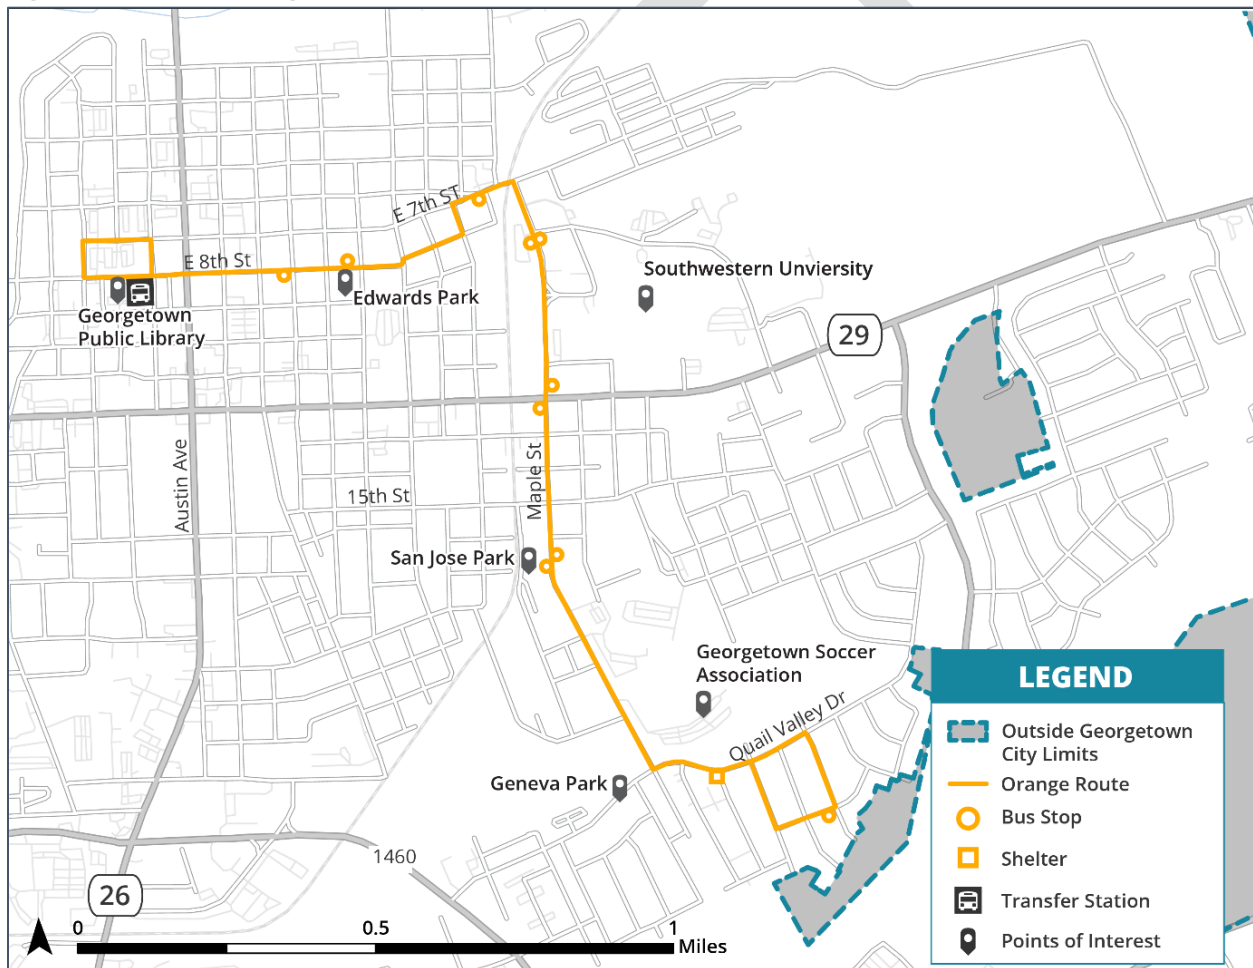 E 7th ST
E 8th St
Georgetown
Public Library
Edwards Park
Southwestern Unviersity
29
Austin Ave
Maple St
15th St
San Jose Park
Georgetown Soccer
Association
Quail Valley Dr
Geneva Park
1460
26
0
0.5
1
Miles
LEGEND
Outside Georgetown
City Limits
Orange Route
Bus Stop
Shelter
Transfer Station
Points of Interest